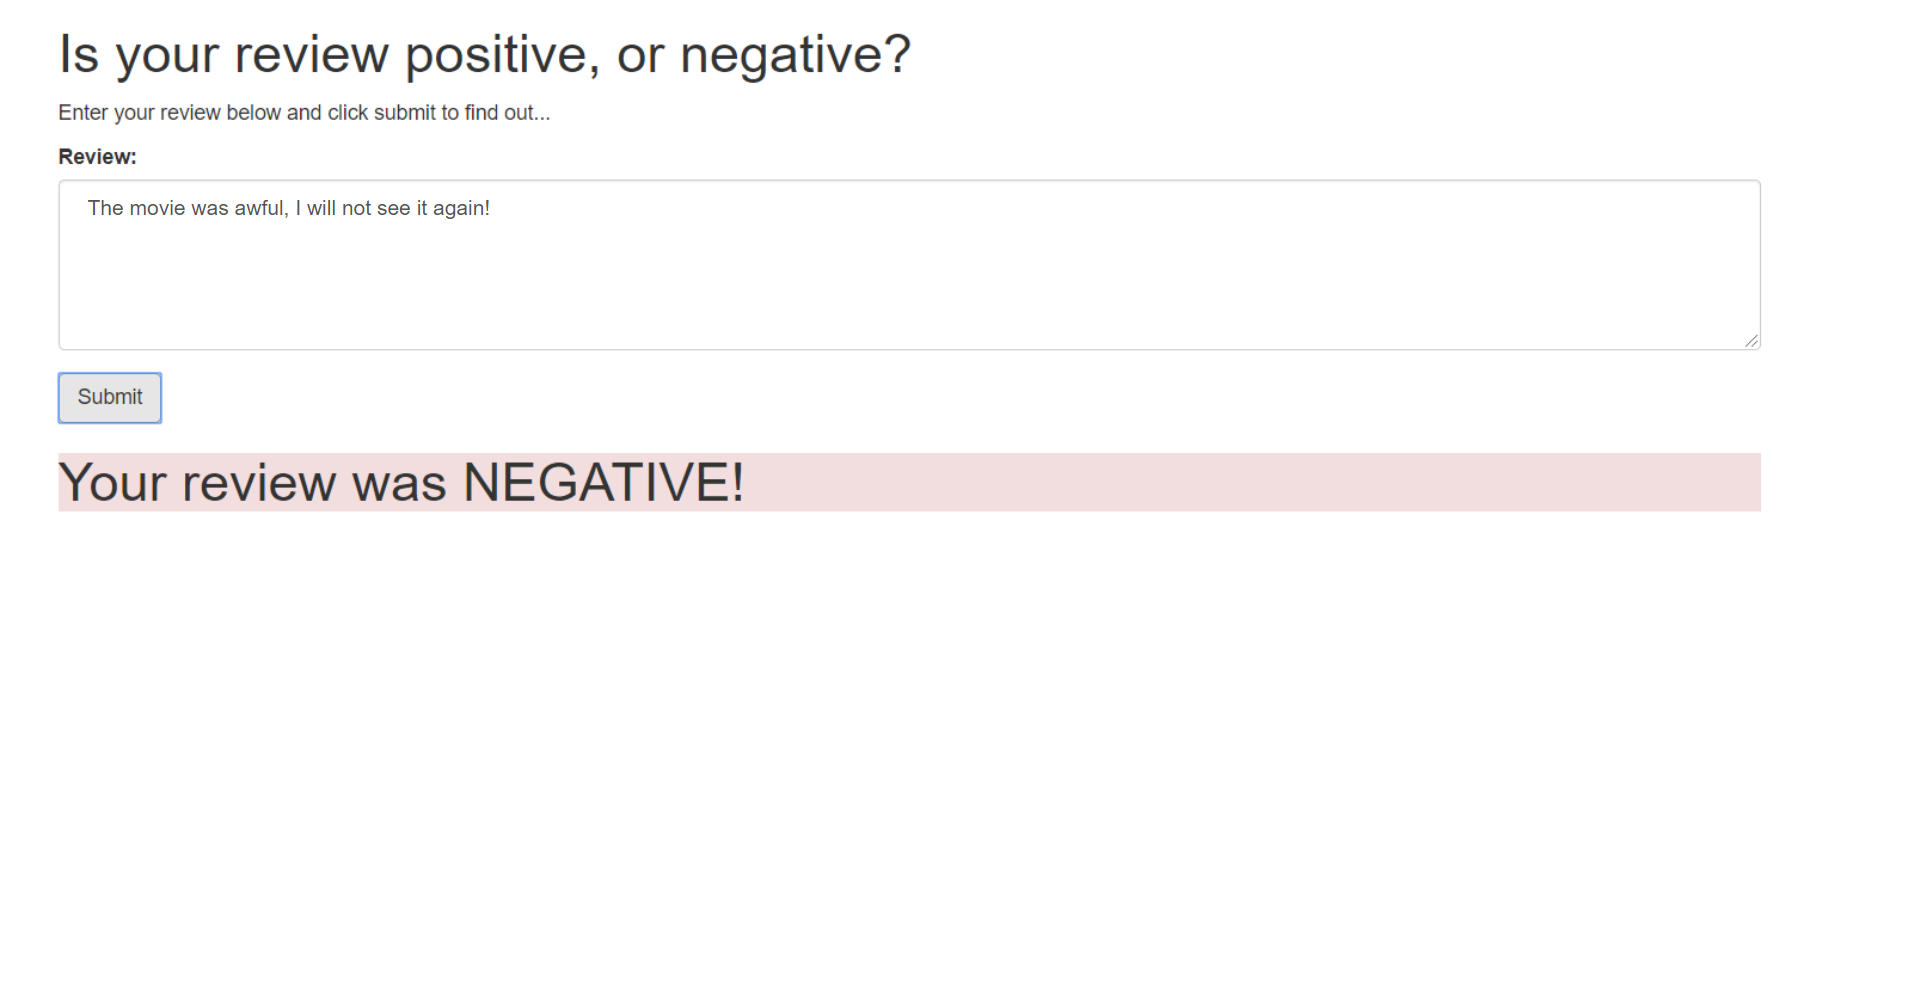 Is your review positive, or negative?
Enter your review below and click submit to find out...
Review:
The movie was awful, I will not see it again!
Submit
Your review was NEGATIVE!